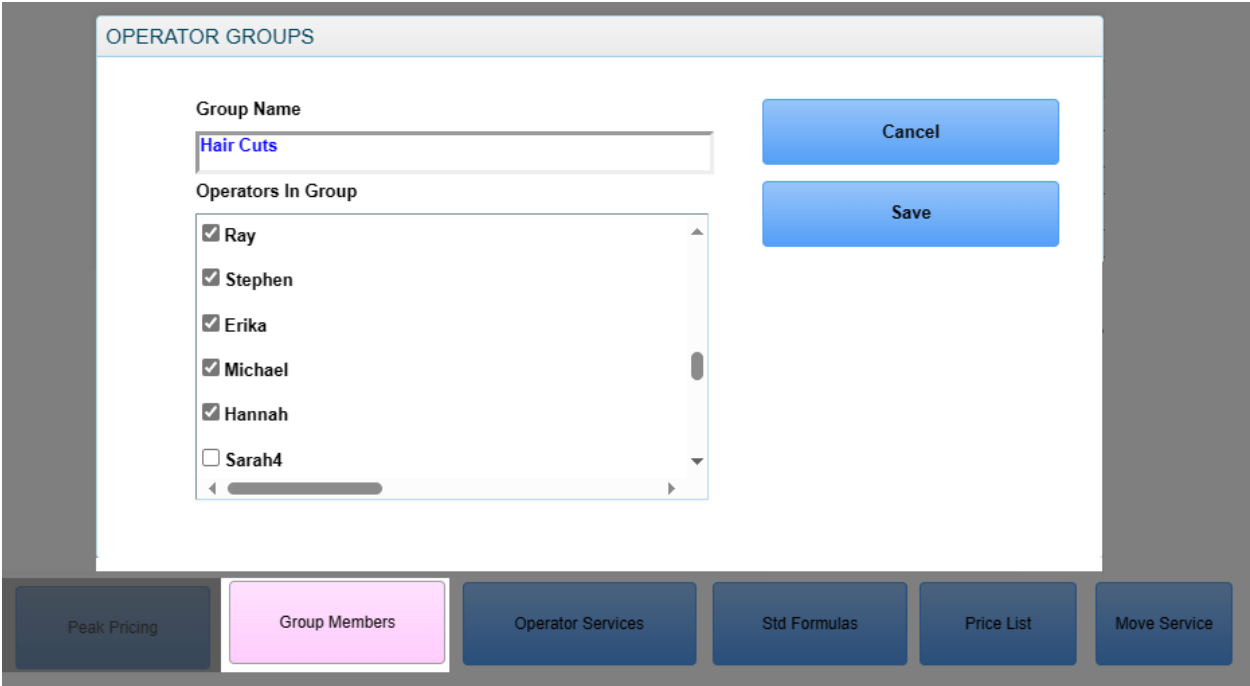 OPERATOR GROUPS
Group Name
Hair Cuts
Operators In Group
Ray
Stephen
Erika
Michael
Hannah
Sarah4
Cancel
Save
Peak Pricing
Group Members
Operator Services
Std Formulas
Price List
Move Service